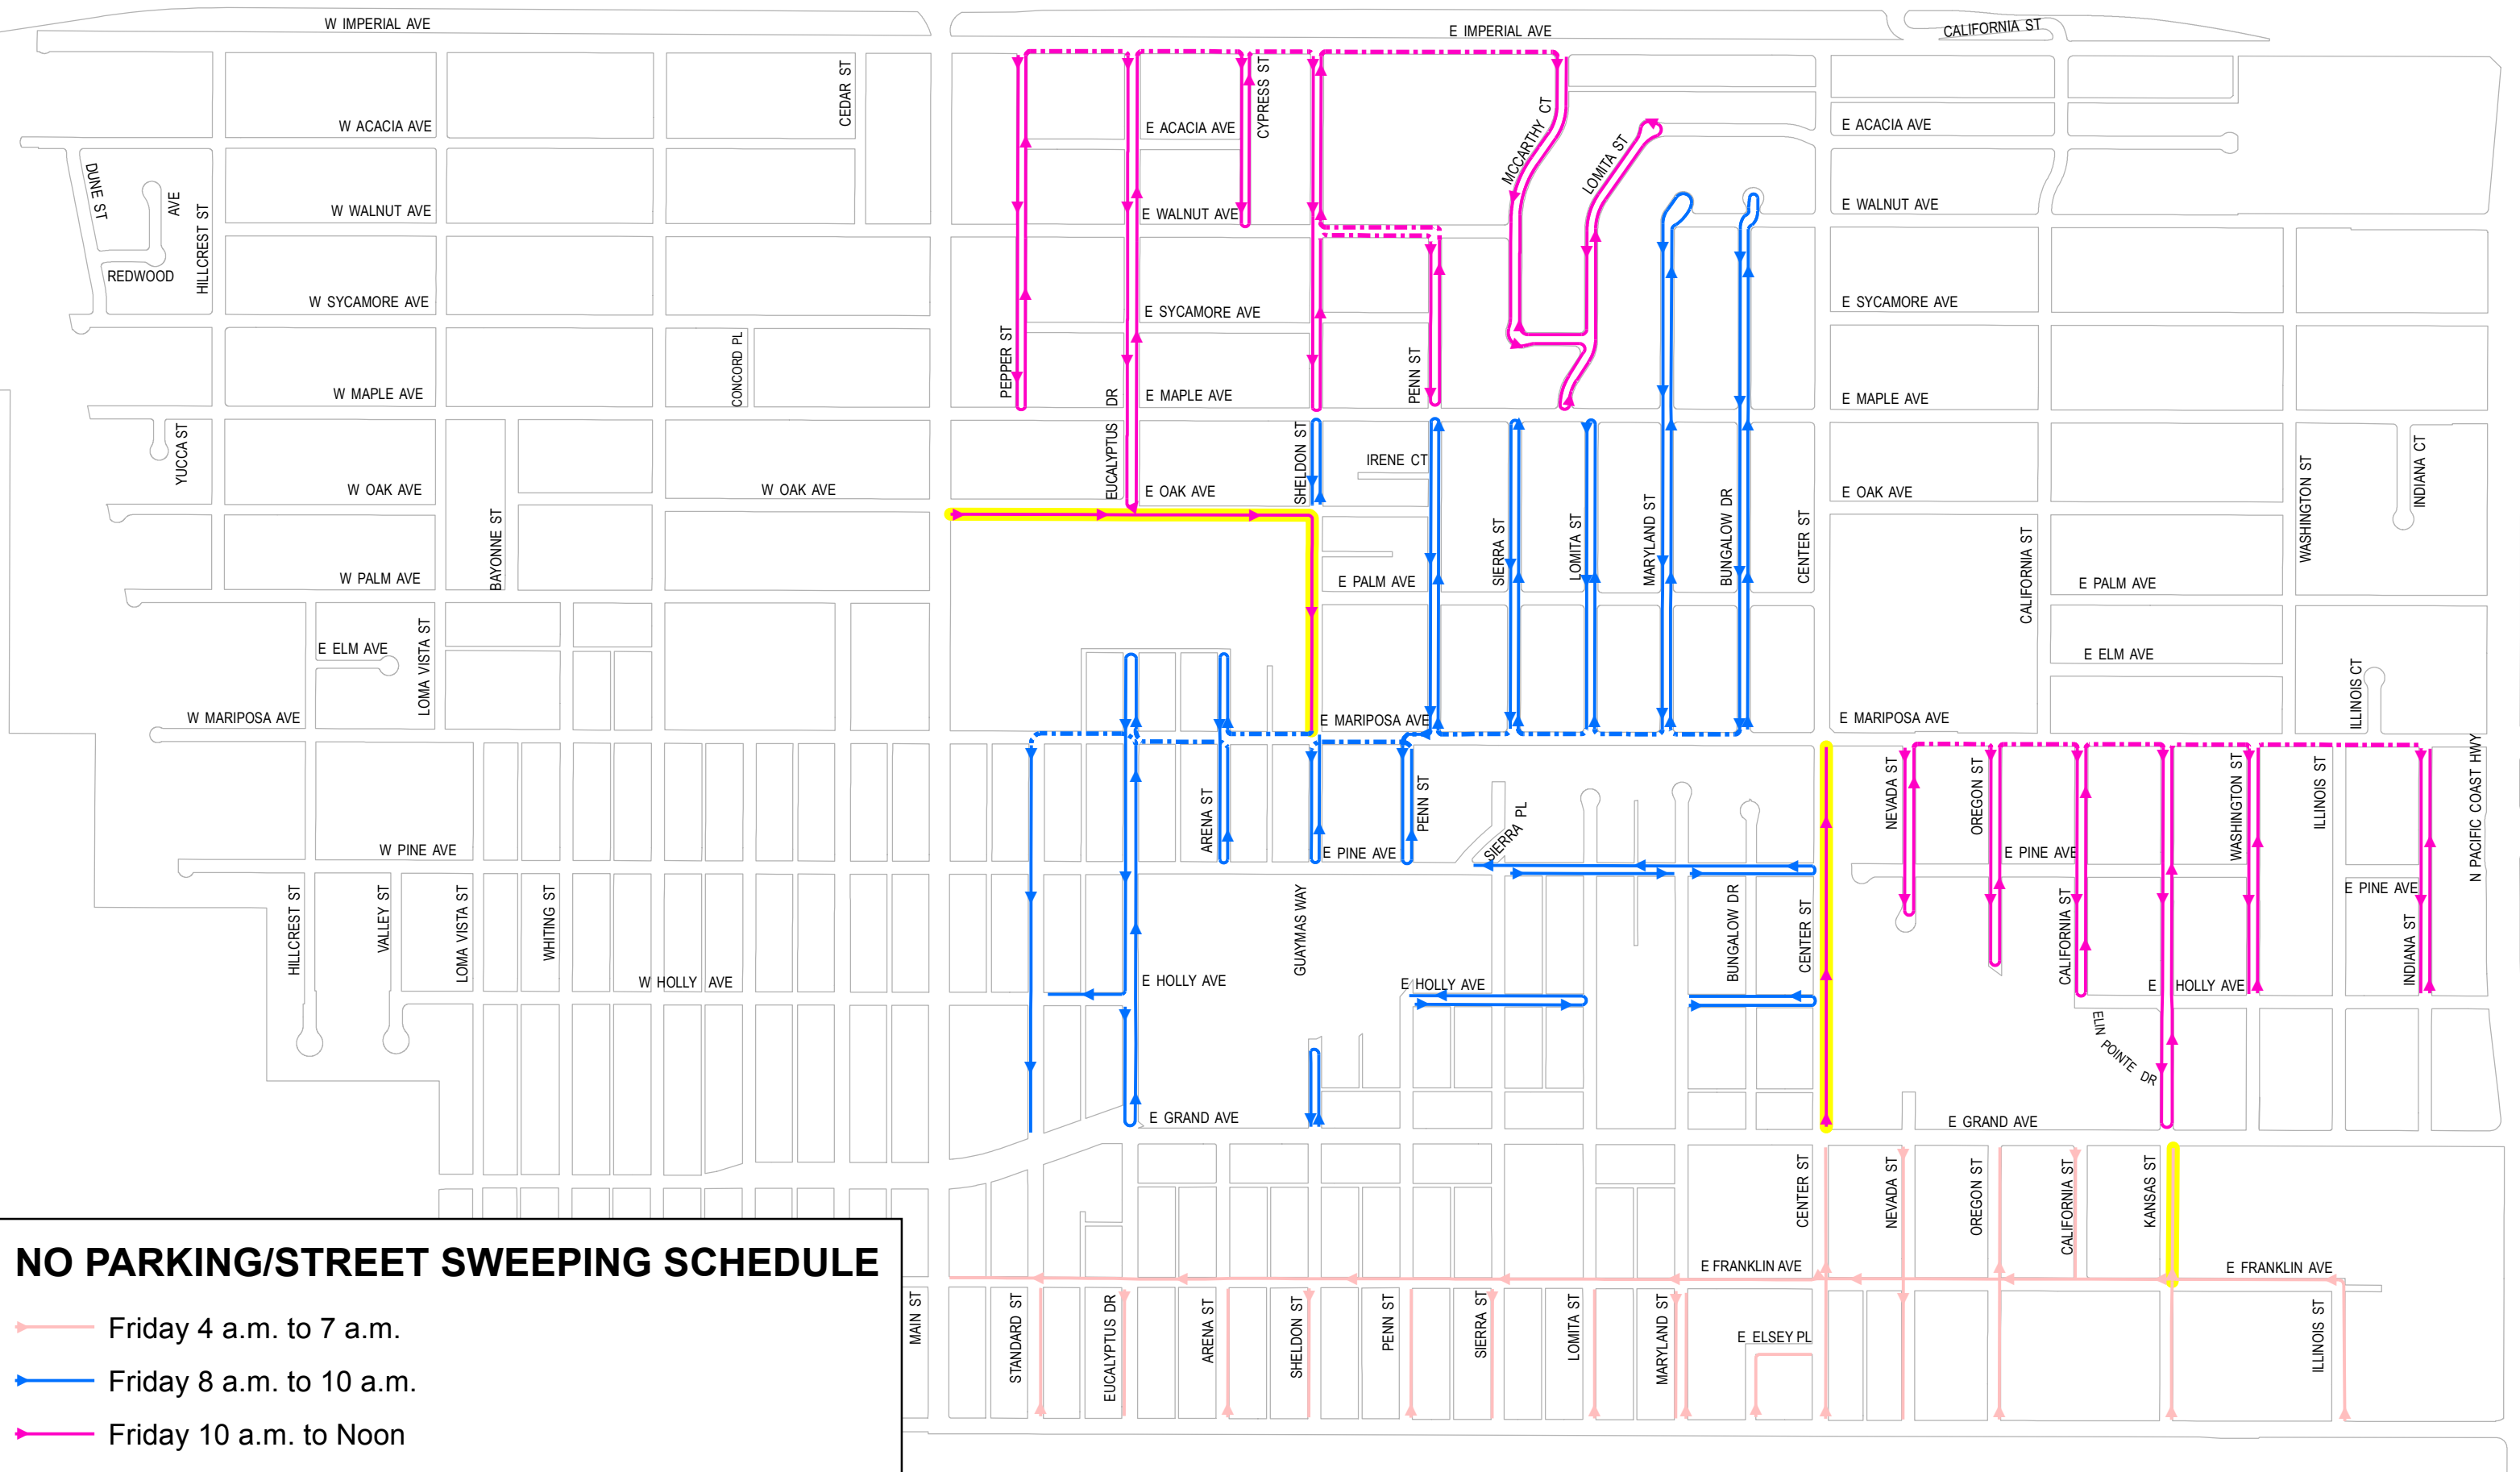 W IMPERIAL AVE
E IMPERIAL AVE
CALIFORNIA ST
CEDAR ST
CYPRESS ST
W ACACIA AVE
E ACACIA AVE
E ACACIA AVE
MCCARTHY CT
LOMITA ST
DUNE ST
AVE
REDWOOD
HILLCREST ST
W WALNUT AVE
E WALNUT AVE
E WALNUT AVE
W SYCAMORE AVE
E SYCAMORE AVE
E SYCAMORE AVE
CONCORD PL
PEPPER ST
PENN ST
W MAPLE AVE
E MAPLE AVE
E MAPLE AVE
EUCALYPTUS DR
SHELDON ST
IRENE CT
YUCCA ST
W OAK AVE
W OAK AVE
E OAK AVE
E OAK AVE
WASHINGTON ST
INDIANA CT
BAYONNE ST
SIERRA ST
LOMITA ST
MARYLAND ST
BUNGALOW DR
CENTER ST
CALIFORNIA ST
W PALM AVE
E PALM AVE
E PALM AVE
E ELM AVE
LOMA VISTA ST
E ELM AVE
ILLINOIS CT
W MARIPOSA AVE
E MARIPOSA AVE
E MARIPOSA AVE
NEVADA ST
OREGON ST
WASHINGTON ST
ILLINOIS ST
N PACIFIC COAST HWY
ARENA ST
PENN ST
SIERRA PL
W PINE AVE
E PINE AVE
E PINE AVE
E PINE AVE
HILLCREST ST
VALLEY ST
LOMA VISTA ST
WHITING ST
GUAYMAS WAY
BUNGALOW DR
CENTER ST
CALIFORNIA ST
INDIANA ST
W HOLLY AVE
E HOLLY AVE
E HOLLY AVE
E HOLLY AVE
ELIN POINTE DR
E GRAND AVE
E GRAND AVE
CENTER ST
NEVADA ST
OREGON ST
CALIFORNIA ST
KANSAS ST
E FRANKLIN AVE
E FRANKLIN AVE
MAIN ST
STANDARD ST
EUCALYPTUS DR
ARENA ST
SHELDON ST
PENN ST
SIERRA ST
LOMITA ST
MARYLAND ST
E ELSEY PL
ILLINOIS ST
NO PARKING/STREET SWEEPING SCHEDULE
Friday 4 a.m. to 7 a.m.
Friday 8 a.m. to 10 a.m.
Friday 10 a.m. to Noon